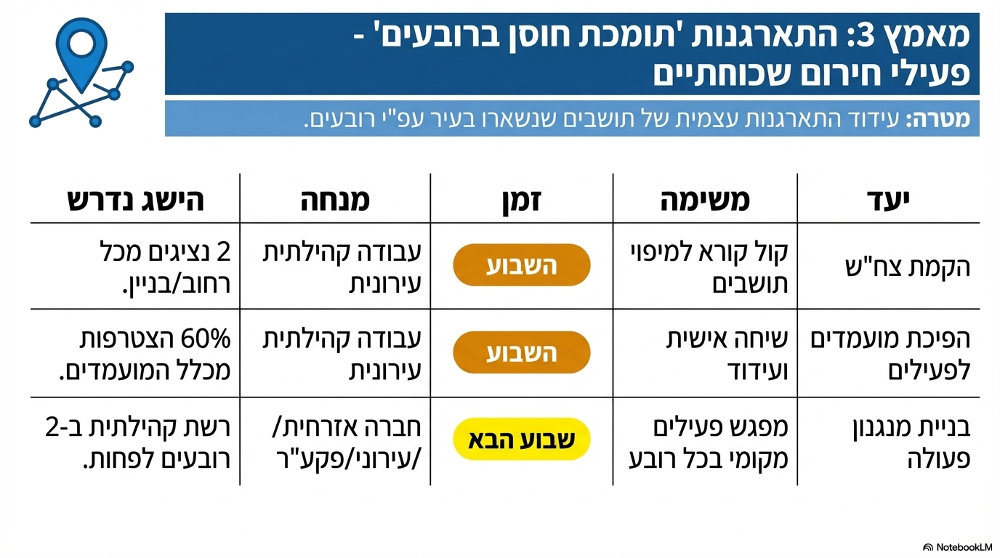 מאמץ 3: התארגנות 'תומכת חוסן ברובעים' -
פעילי חירום שכוחתיים
מטרה: עידוד התארגנות עצמית של תושבים שנשארו בעיר עפ"י רובעים.
יעד
משימה
זמן
מנחה
הישג נדרש
הקמת צח"ש
קול קורא למיפוי
תושבים
השבוע
עבודה קהילתית
עירונית
2 נציגים מכל
רחוב/בניין.
הפיכת מועמדים
לפעילים
שיחה אישית
ועידוד
השבוע
עבודה קהילתית
עירונית
60% הצטרפות
מכלל המועמדים.
בניית מנגנון
פעולה
מפגש פעילים
מקומי בכל רובע
שבוע הבא
חברה אזרחית/
/עירוני/פקע"ר
רשת קהילתית ב-2
רובעים לפחות.
NotebookLM